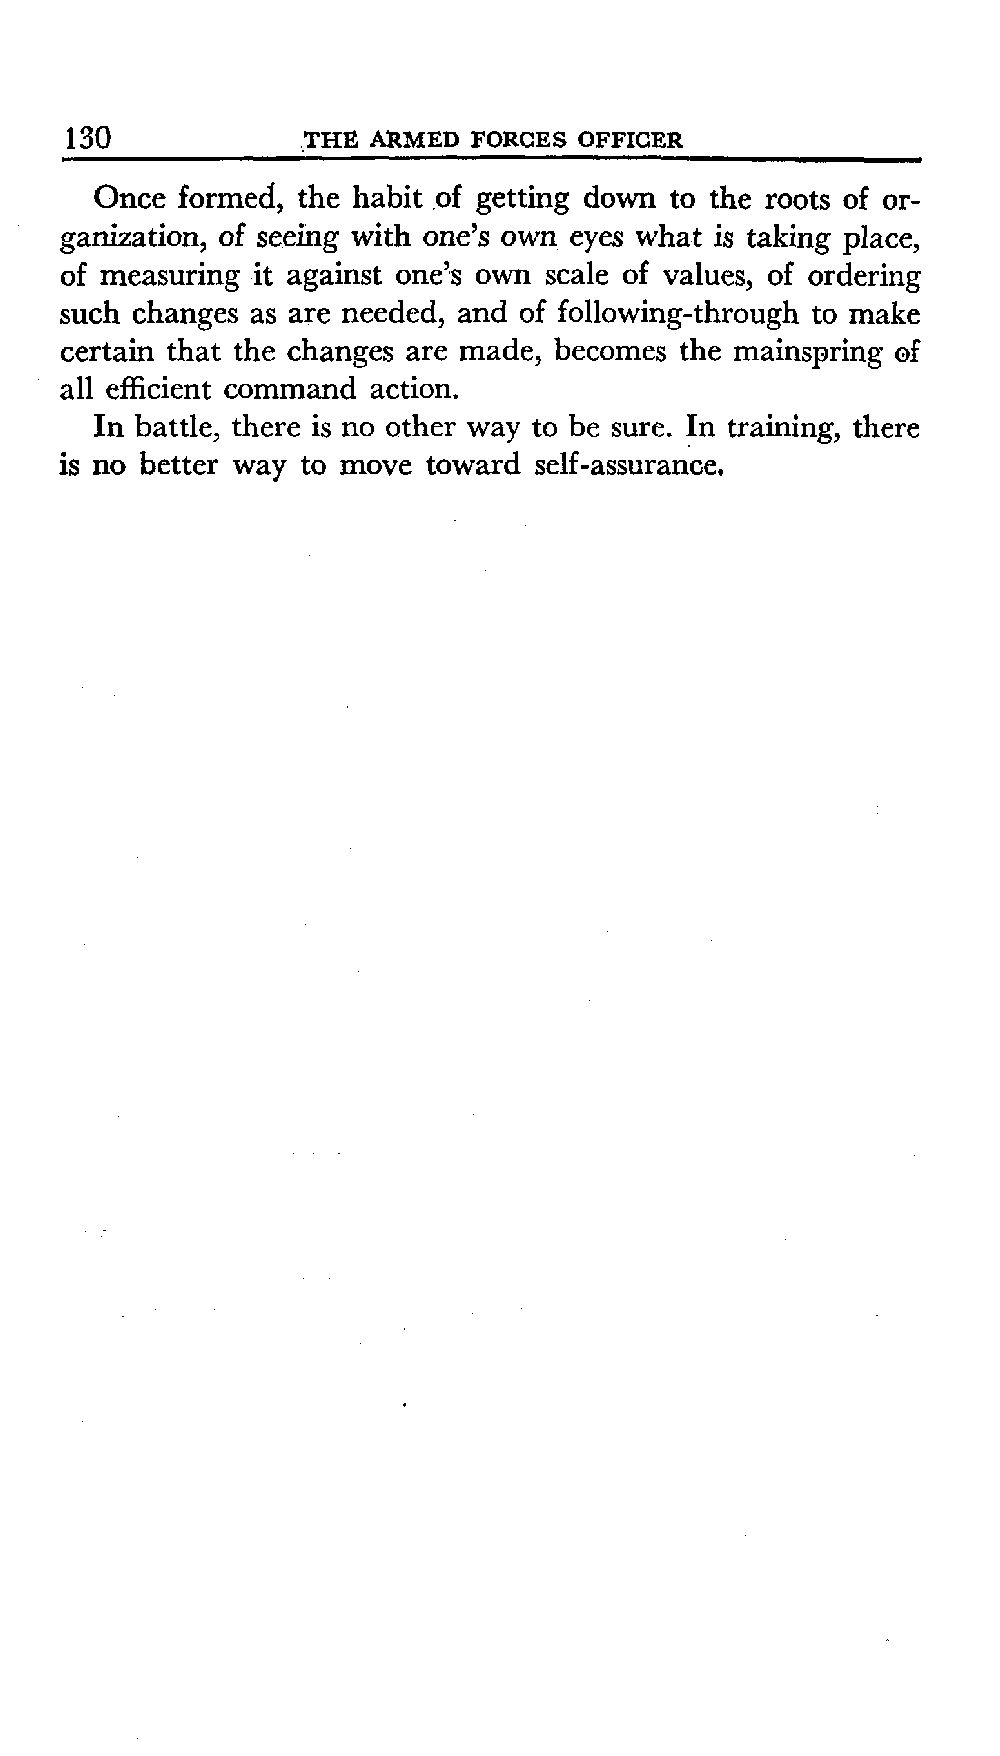 130 THE ARMED FORCES OFFICER
Once formed, the habit of getting down to the roots of or-
ganization, of seeing with one's own eyes what is taking place,
of measuring it against one's own scale of values, of ordering
such changes as are needed, and of following-through to make
certain that the changes are made, becomes the mainspring of
all efficient command action.
In battle, there is no other way to be sure. In training, there
is no better way to move toward self-assurance.